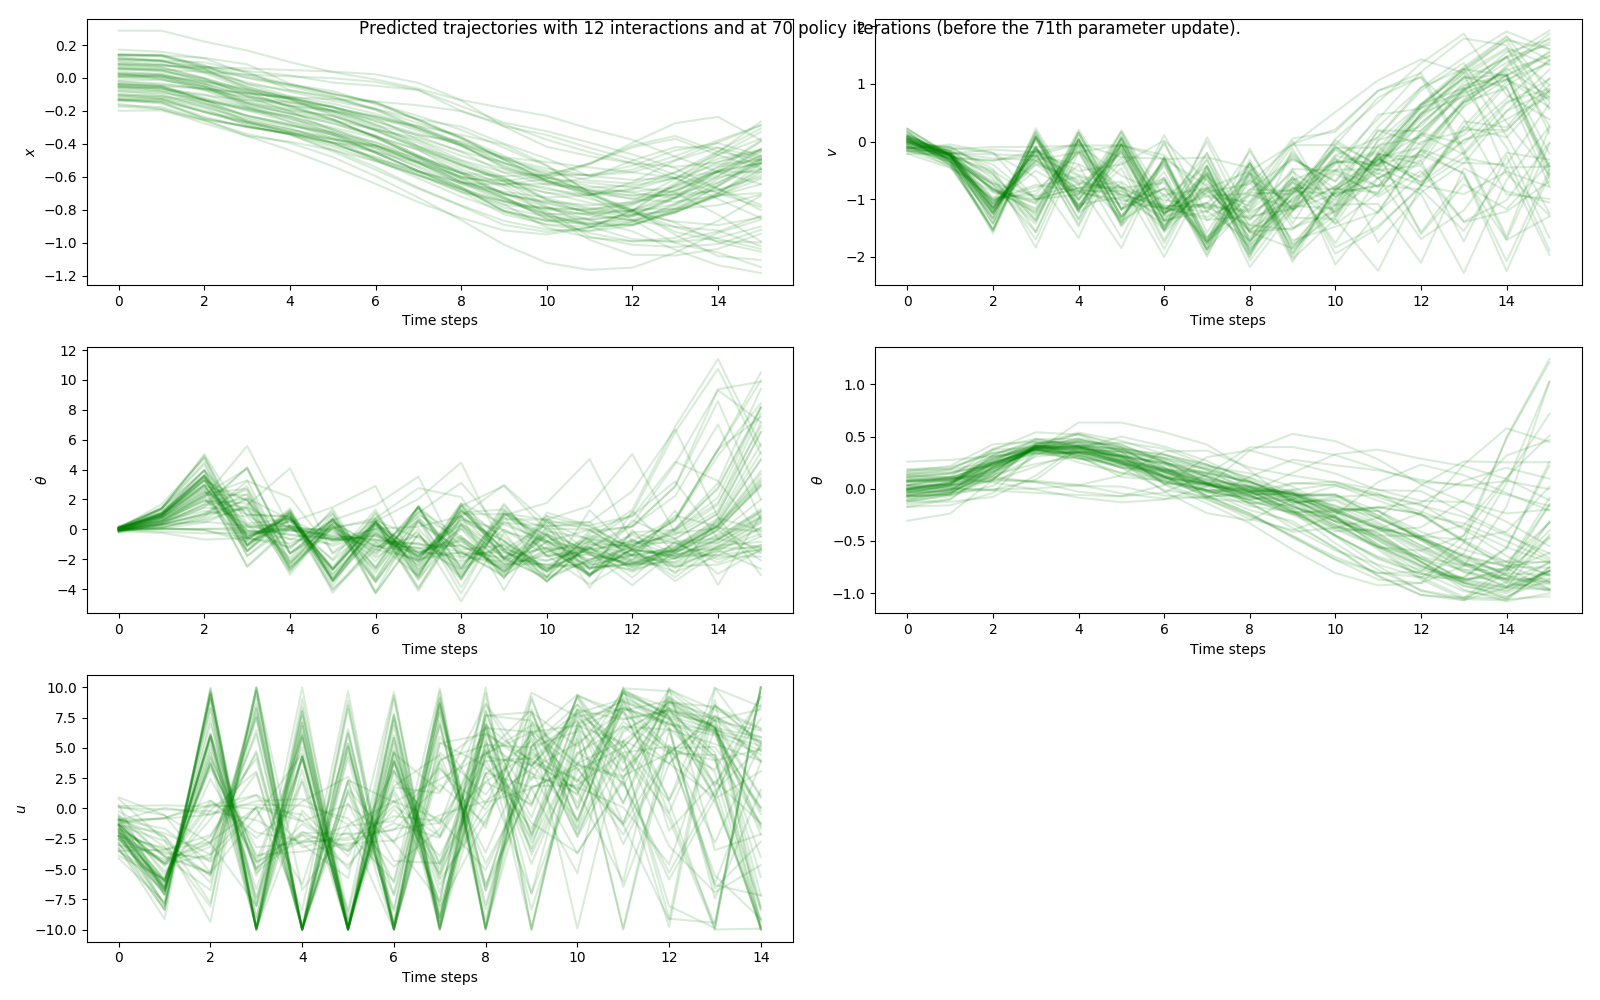 Predicted trajectories with 12 interactions and at 70 policy iterations (before the 71th parameter update).
0.2
0.0
−0.2
−0.4
−0.6
−0.8
−1.0
−1.2
x
0 2 4 6 8 10 12 14
Time steps
2
1
0
−1
−2
v
0 2 4 6 8 10 12 14
Time steps
12
10
8
6
4
2
0
−2
−4
θ̇
0 2 4 6 8 10 12 14
Time steps
1.0
0.5
0.0
−0.5
−1.0
θ
0 2 4 6 8 10 12 14
Time steps
10.0
7.5
5.0
2.5
0.0
−2.5
−5.0
−7.5
−10.0
u
0 2 4 6 8 10 12 14
Time steps